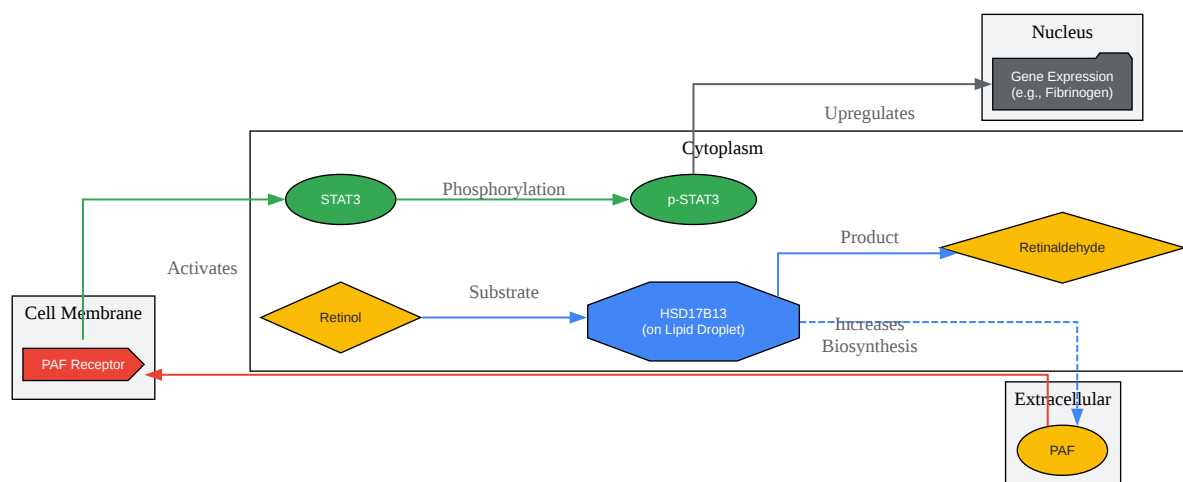 Nucleus
Gene Expression
(e.g., Fibrinogen)
Upregulates
Cytoplasm
STAT3
Phosphorylation
p-STAT3
Product
Retinaldehyde
Activates
Substrate
Cell Membrane
Retinol
HSD17B13
(on Lipid Droplet)
Increases
Biosynthesis
PAF Receptor
Extracellular
PAF